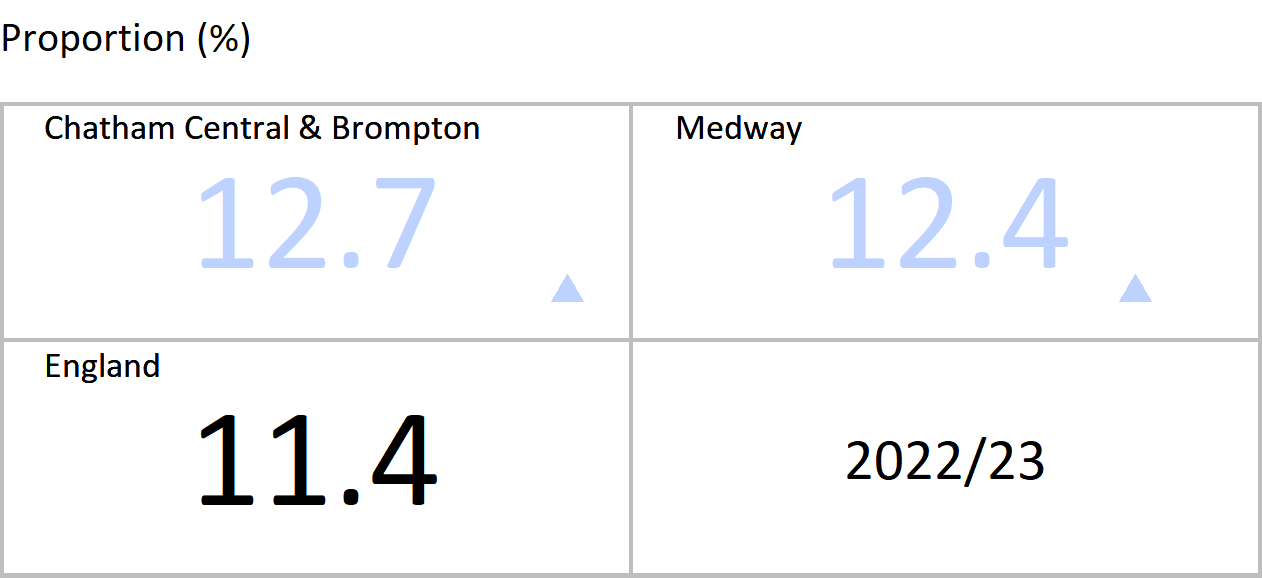 Proportion (%)
Chatham Central & Brompton
12.7
Medway
12.4
England
11.4
2022/23